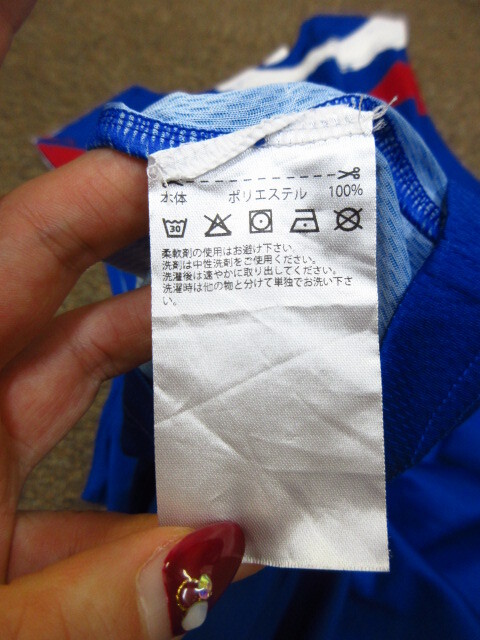 本体 ポリエステル 100%
30
柔軟剤の使用はお避け下さい.
洗剤は中性洗剤をご使用ください。
洗濯後は速やかに取り出してください。
洗濯時は他の物と分けて単独でお洗い下さい.